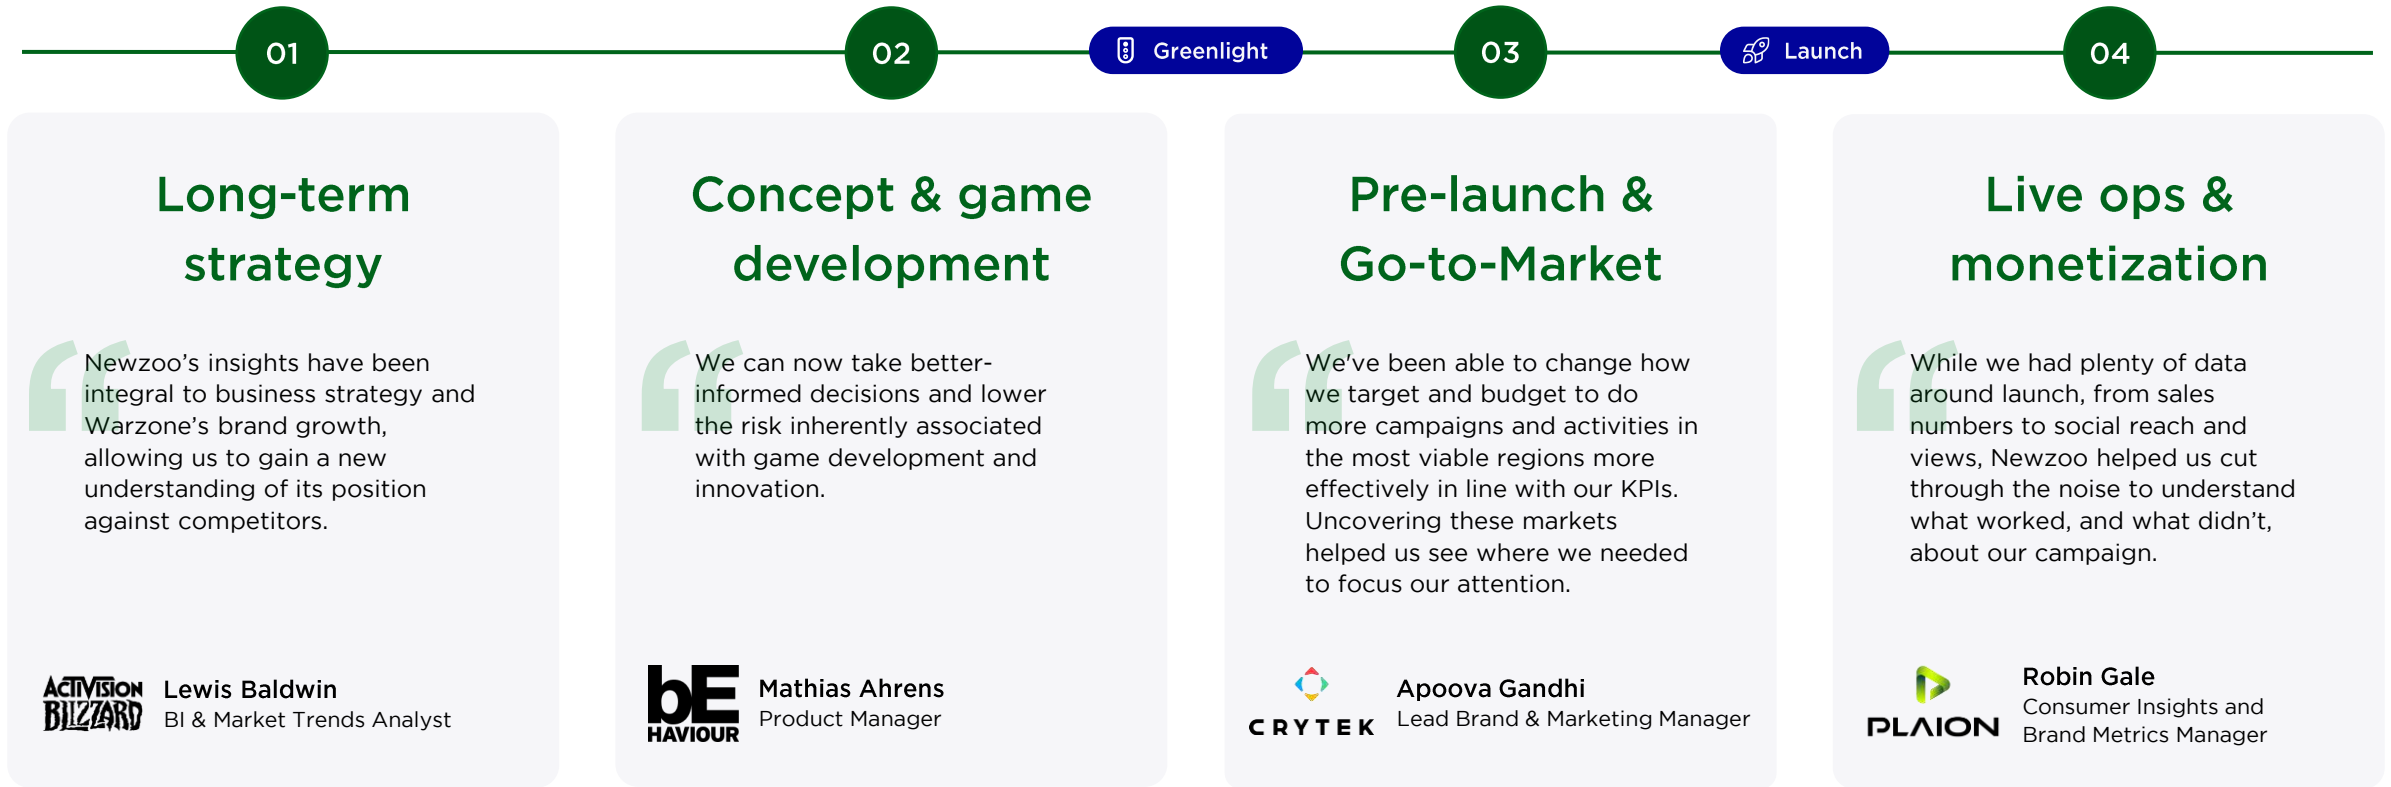 01
02
Greenlight
03
Launch
04
Long-term
strategy
Newzoo’s insights have been
integral to business strategy and
Warzone’s brand growth,
allowing us to gain a new
understanding of its position
against competitors.
ACTIVISION
BLIZZARD
Lewis Baldwin
BI & Market Trends Analyst
Concept & game
development
We can now take better-
informed decisions and lower
the risk inherently associated
with game development and
innovation.
bE
HAVIOUR
Mathias Ahrens
Product Manager
Pre-launch &
Go-to-Market
We've been able to change how
we target and budget to do
more campaigns and activities in
the most viable regions more
effectively in line with our KPIs.
Uncovering these markets
helped us see where we needed
to focus our attention.
CRYTEK
Apoova Gandhi
Lead Brand & Marketing Manager
Live ops &
monetization
While we had plenty of data
around launch, from sales
numbers to social reach and
views, Newzoo helped us cut
through the noise to understand
what worked, and what didn’t,
about our campaign.
PLAION
Robin Gale
Consumer Insights and
Brand Metrics Manager